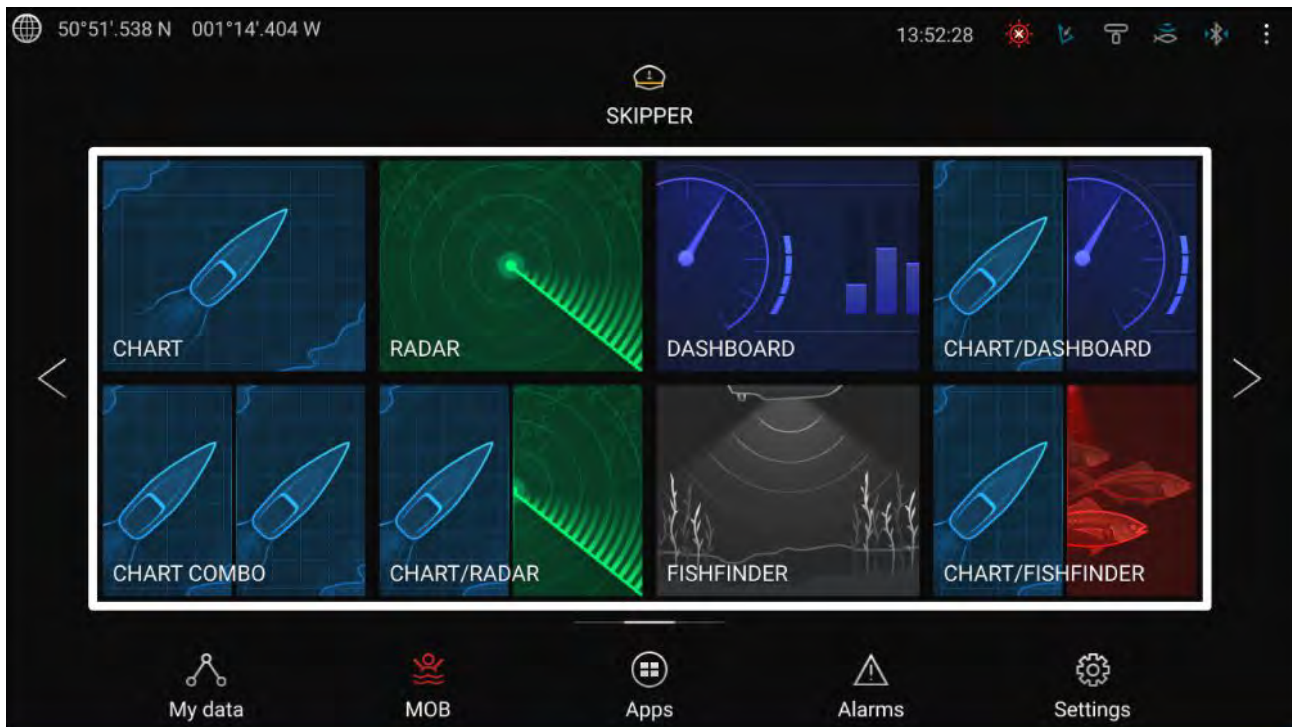 50°51'.538 N 001°14'.404 W 13:52:28
SKIPPER
CHART RADAR DASHBOARD CHART/DASHBOARD
CHART COMBO CHART/RADAR FISHFINDER CHART/FISHFINDER
My data MOB Apps Alarms Settings